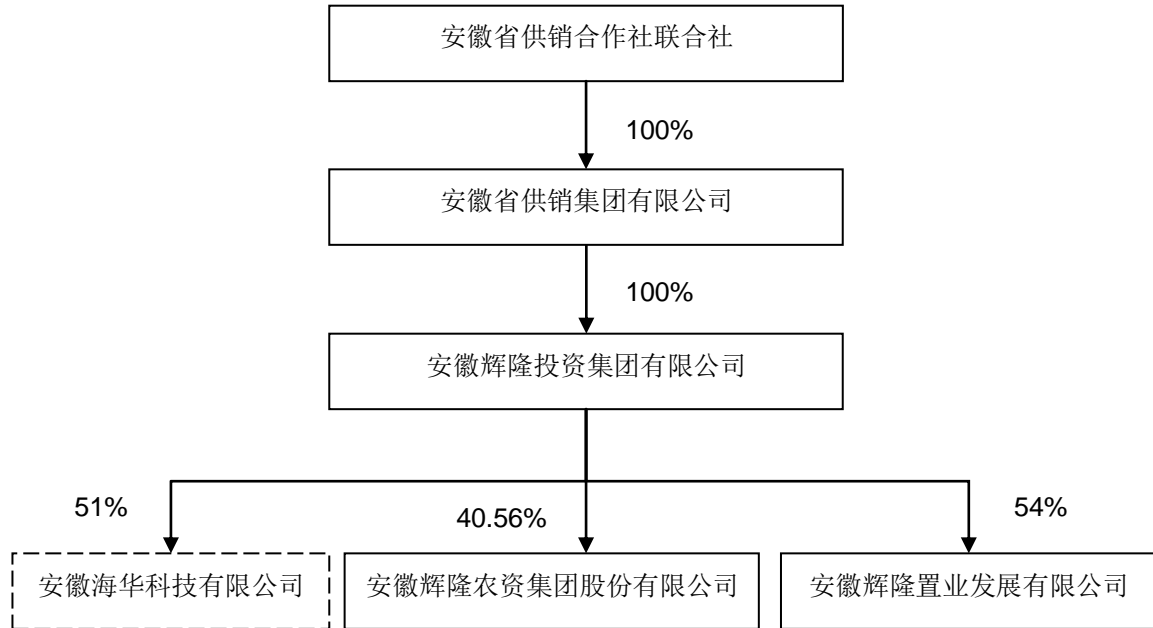 安徽省供销合作社联合社
100%
安徽省供销集团有限公司
100%
安徽辉隆投资集团有限公司
51%
40.56%
54%
安徽海华科技有限公司
安徽辉隆农资集团股份有限公司
安徽辉隆置业发展有限公司